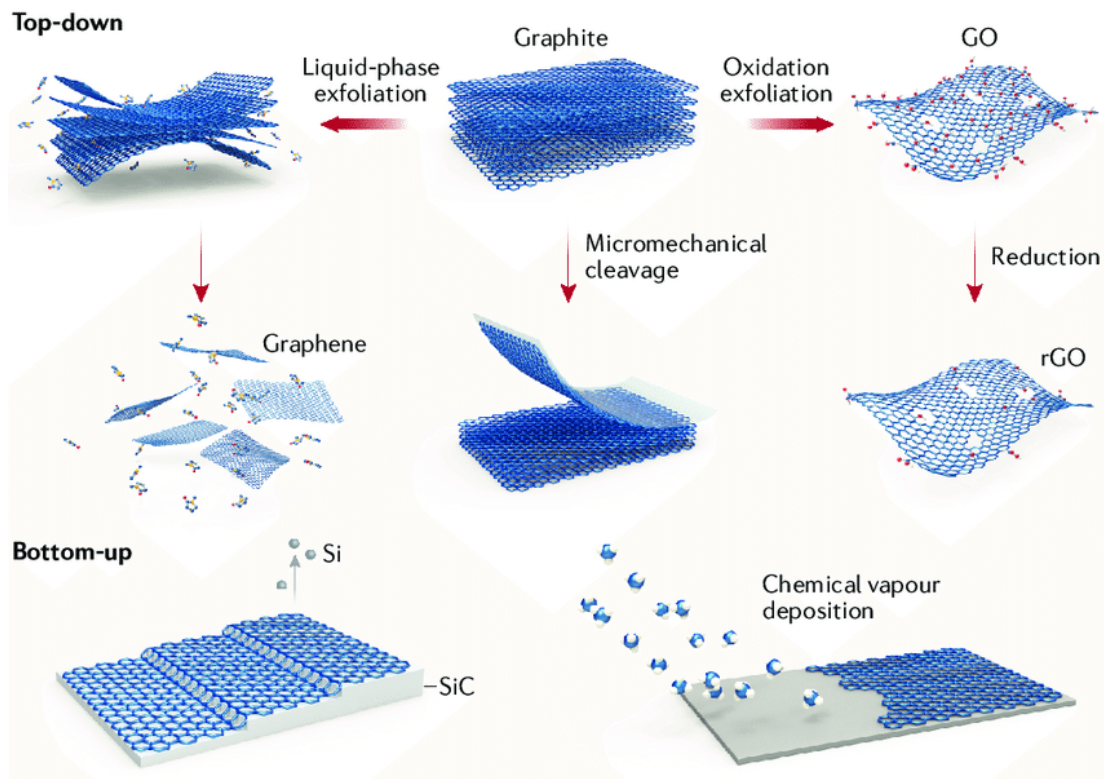 Top-down
Graphite
GO
Liquid-phase
exfoliation
Oxidation
exfoliation
Micromechanical
cleavage
Reduction
Graphene
rGO
Bottom-up
Si
Chemical vapour
deposition
SiC